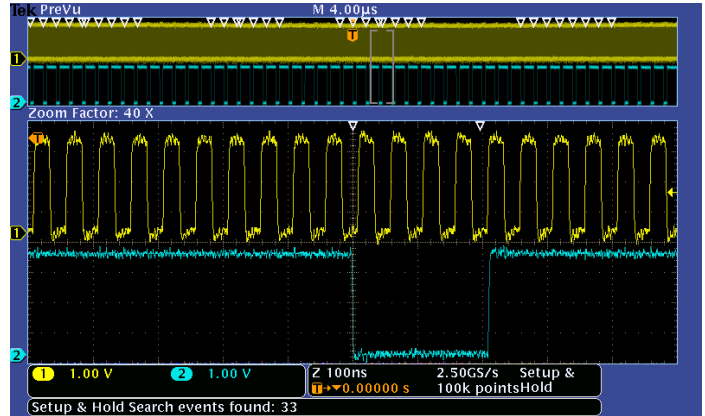 Tek PreVu M 4.00µs
T
1
2
Zoom Factor: 40 X
T
1
2
1 1.00 V 2 1.00 V
Z 100ns 2.50GS/s Setup &
T→▼0.00000 s 100k points Hold
Setup & Hold Search events found: 33